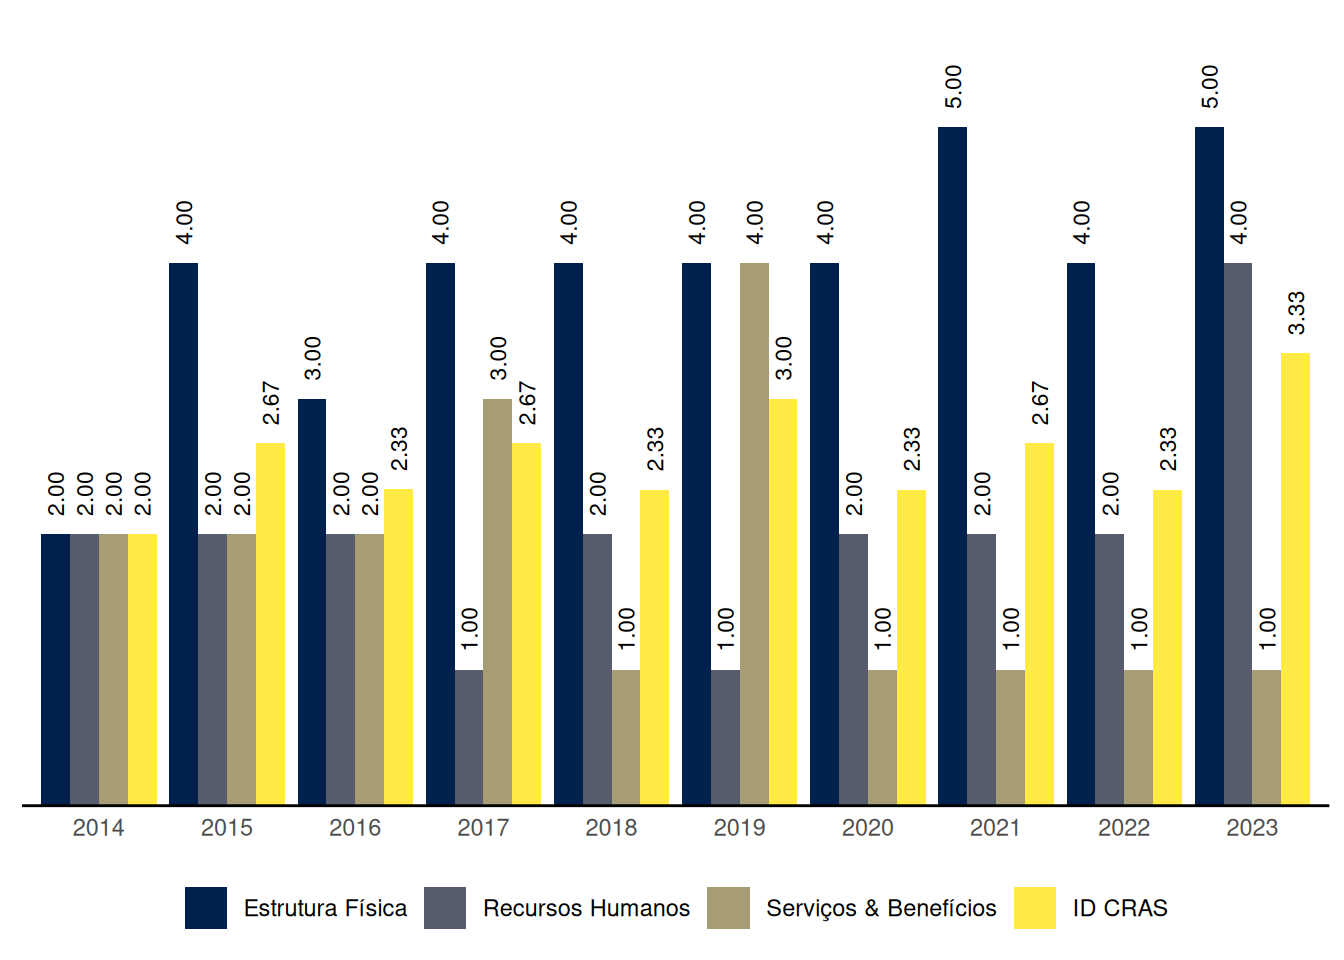 2.00 2.00 2.00 2.00
4.00 2.00 2.00 2.67
3.00 2.00 2.00 2.33
4.00 1.00 3.00 2.67
4.00 2.00 1.00 2.33
4.00 1.00 4.00 3.00
4.00 2.00 1.00 2.33
5.00 2.00 1.00 2.67
4.00 2.00 1.00 2.33
5.00 4.00 1.00 3.33
2014 2015 2016 2017 2018 2019 2020 2021 2022 2023
Estrutura Física Recursos Humanos Serviços & Benefícios ID CRAS